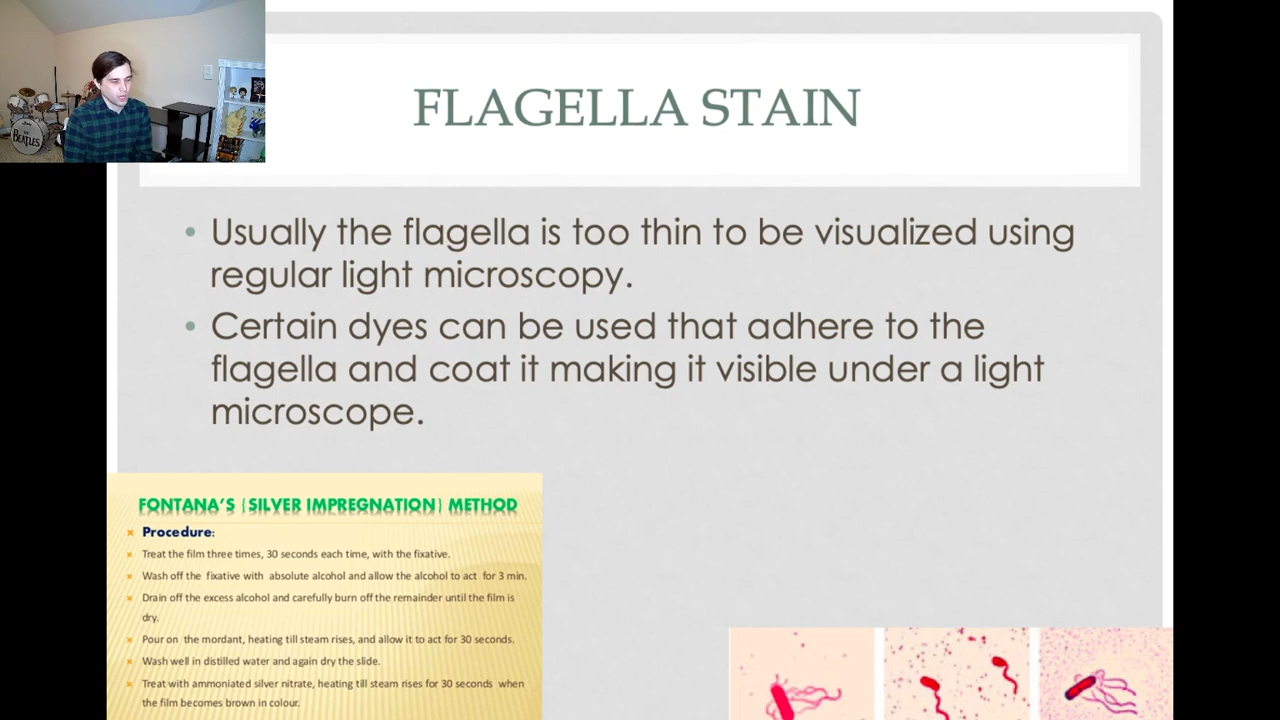 THE
BEATLES
FLAGELLA STAIN
• Usually the flagella is too thin to be visualized using
regular light microscopy.
• Certain dyes can be used that adhere to the
flagella and coat it making it visible under a light
microscope.
FONTANA'S (SILVER IMPREGNATION) METHOD
Procedure:
Treat the film three times, 30 seconds each time, with the fixative.
Wash off the fixative with absolute alcohol and allow the alcohol to act for 3 min.
Drain off the excess alcohol and carefully burn off the remainder until the film is
dry.
Pour on the mordant, heating till steam rises, and allow it to act for 30 seconds.
Wash well in distilled water and again dry the slide.
Treat with ammoniated silver nitrate, heating till steam rises for 30 seconds when
the film becomes brown in colour.